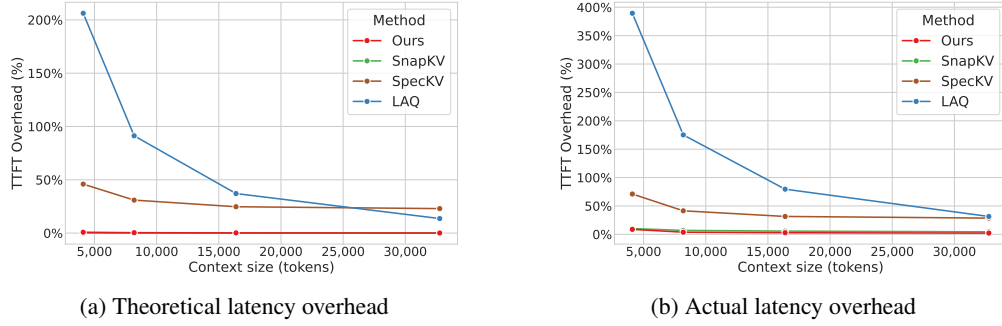 200%
150%
100%
50%
0%
TTFT Overhead (%)
5,000 10,000 15,000 20,000 25,000 30,000
Context size (tokens)
Method
Ours
SnapKV
SpecKV
LAQ
(a) Theoretical latency overhead
400%
350%
300%
250%
200%
150%
100%
50%
0%
TTFT Overhead (%)
5,000 10,000 15,000 20,000 25,000 30,000
Context size (tokens)
Method
Ours
SnapKV
SpecKV
LAQ
(b) Actual latency overhead